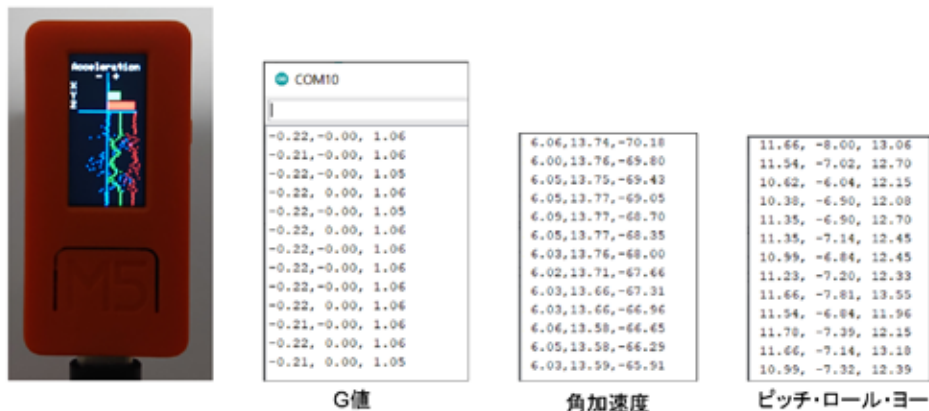 Acceleration
- +
X
Y
Z
M5
COM10
-0.22,-0.00, 1.06
-0.21,-0.00, 1.06
-0.22,-0.00, 1.05
-0.22, 0.00, 1.06
-0.22,-0.00, 1.05
-0.22, 0.00, 1.06
-0.22,-0.00, 1.06
-0.22,-0.00, 1.06
-0.22,-0.00, 1.06
-0.22, 0.00, 1.06
-0.21,-0.00, 1.06
-0.22, 0.00, 1.06
-0.21, 0.00, 1.05
G値
6.06,13.74,-70.18
6.00,13.76,-69.80
6.05,13.75,-69.43
6.05,13.77,-69.05
6.09,13.77,-68.70
6.05,13.77,-68.35
6.03,13.76,-68.00
6.02,13.71,-67.66
6.03,13.66,-67.31
6.03,13.66,-66.96
6.06,13.58,-66.65
6.05,13.58,-66.29
6.03,13.59,-65.91
角加速度
11.66, -8.00, 13.06
11.54, -7.02, 12.70
10.62, -6.04, 12.15
10.38, -6.90, 12.08
11.35, -6.90, 12.70
11.35, -7.14, 12.45
10.99, -6.84, 12.45
11.23, -7.20, 12.33
11.66, -7.81, 13.55
11.54, -6.84, 11.96
11.78, -7.39, 12.15
11.66, -7.14, 13.18
10.99, -7.32, 12.39
ピッチ・ロール・ヨー